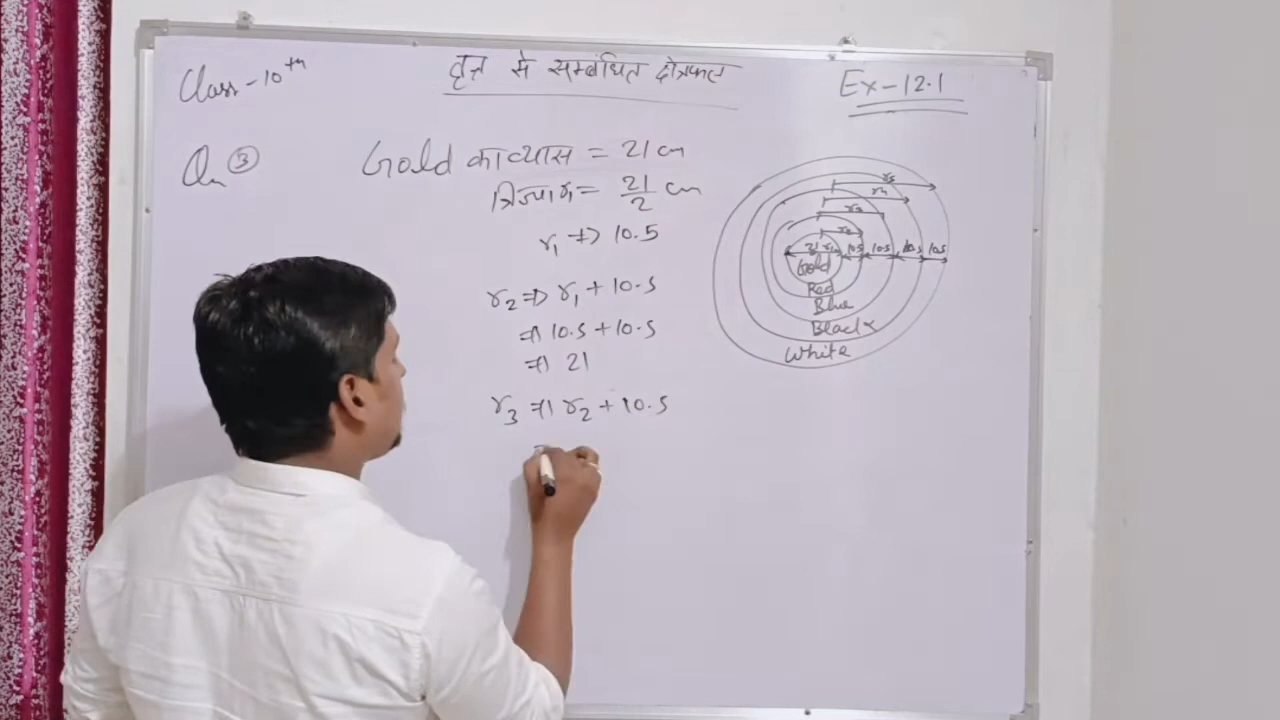 Class-10th
वृत्त से सम्बंधित क्षेत्रफल
Ex-12.1
Qn ③
Gold का व्यास = 21 cm
त्रिज्या r₁ = 21/2 cm
r₁ => 10.5
r₂ => r₁ + 10.5
=> 10.5 + 10.5
=> 21
r₃ => r₂ + 10.5
r₅
r₄
r₃
r₂
21 r₁ 10.5 10.5 10.5 10.5
Gold
Red
Blue
Black
White